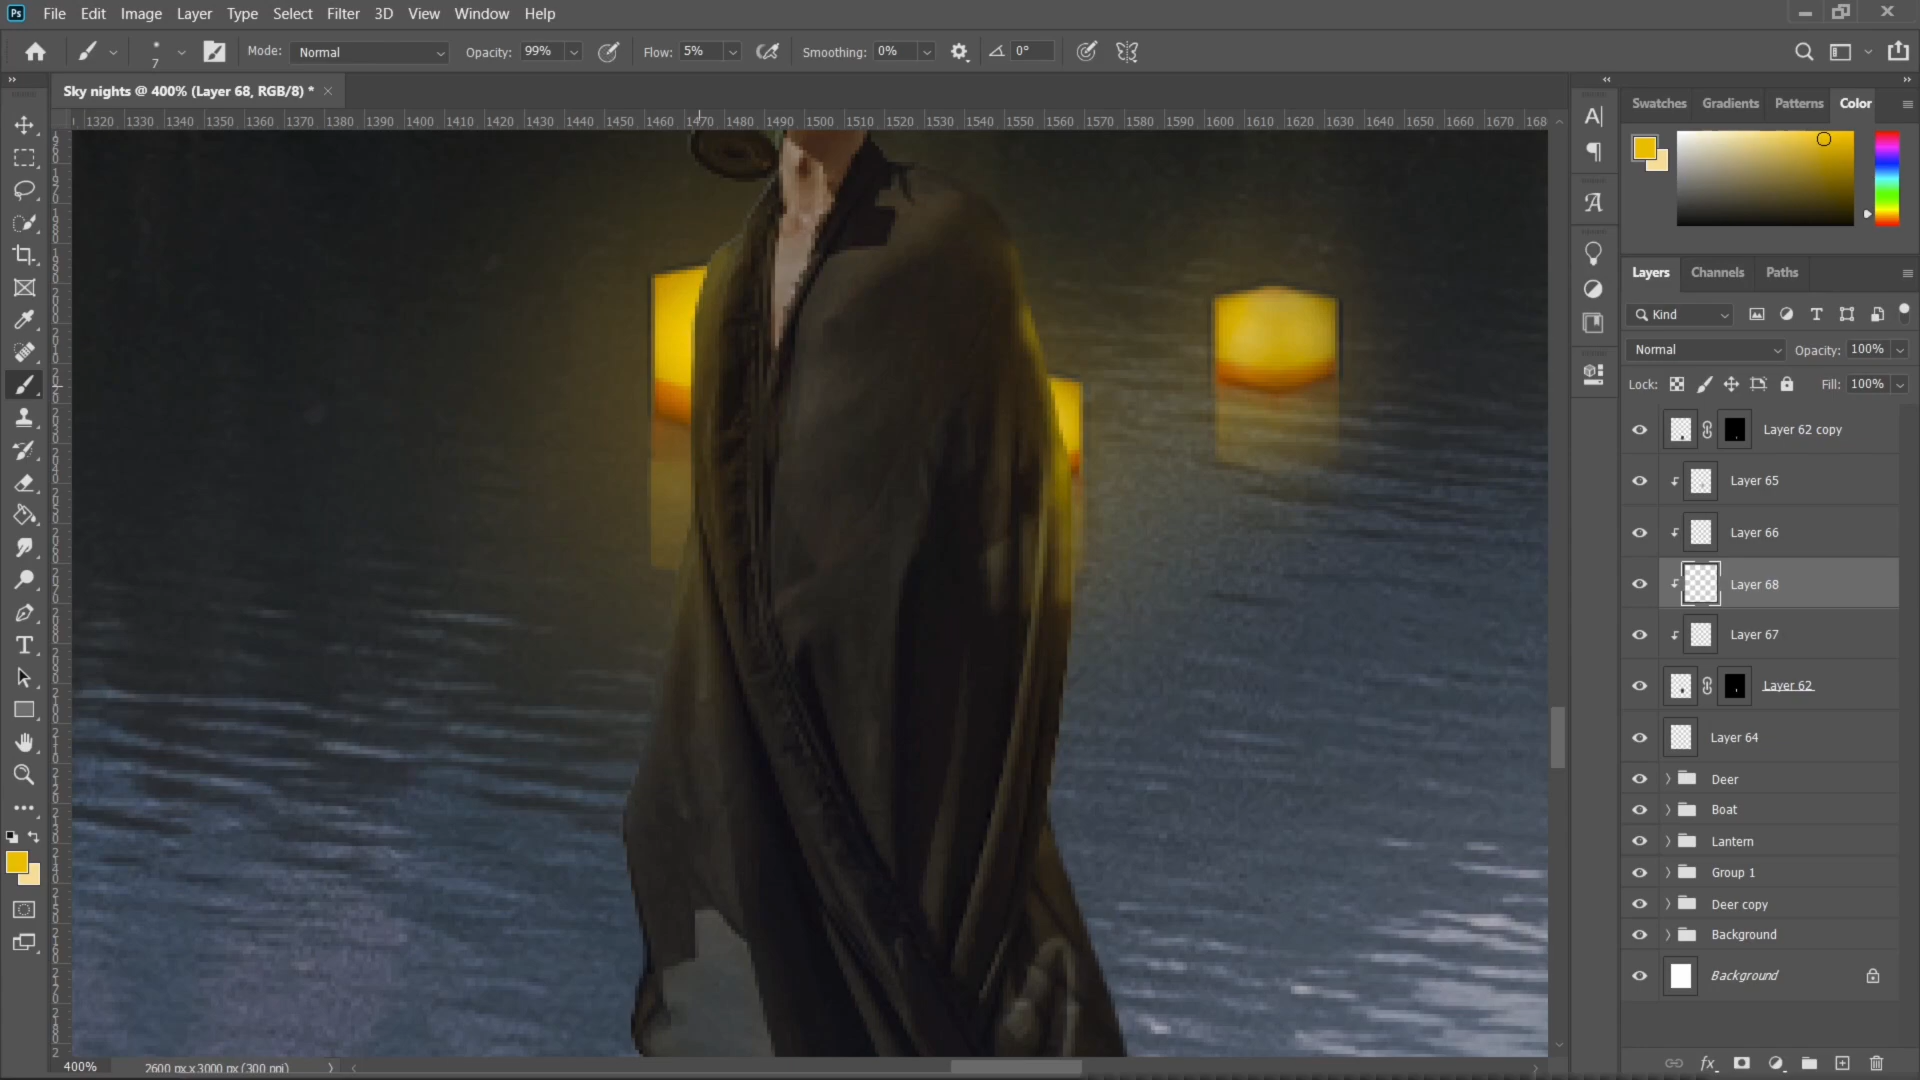 Ps File Edit Image Layer Type Select Filter 3D View Window Help
7 Mode: Normal Opacity: 99% Flow: 5% Smoothing: 0% 0°
Sky nights @ 400% (Layer 68, RGB/8) * ×
1320 1330 1340 1350 1360 1370 1380 1390 1400 1410 1420 1430 1440 1450 1460 1470 1480 1490 1500 1510 1520 1530 1540 1550 1560 1570 1580 1590 1600 1610 1620 1630 1640 1650 1660 1670 168
Swatches Gradients Patterns Color
Layers Channels Paths
Kind
Normal Opacity: 100%
Lock: Fill: 100%
Layer 62 copy
Layer 65
Layer 66
Layer 68
Layer 67
Layer 62
Layer 64
Deer
Boat
Lantern
Group 1
Deer copy
Background
Background
400% 2600 px x 3000 px (300 ppi)
fx